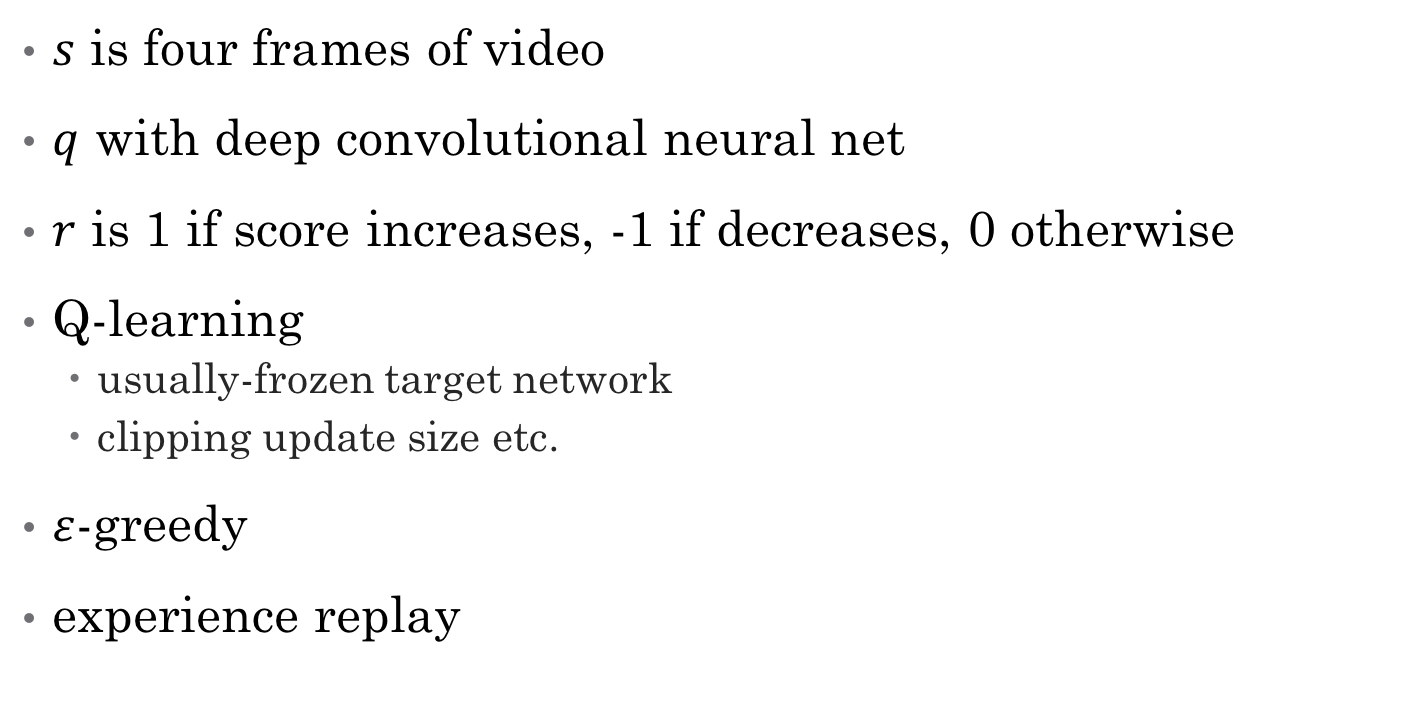 • s is four frames of video
• q with deep convolutional neural net
• r is 1 if score increases, -1 if decreases, 0 otherwise
• Q-learning
• usually-frozen target network
• clipping update size etc.
• ε-greedy
• experience replay